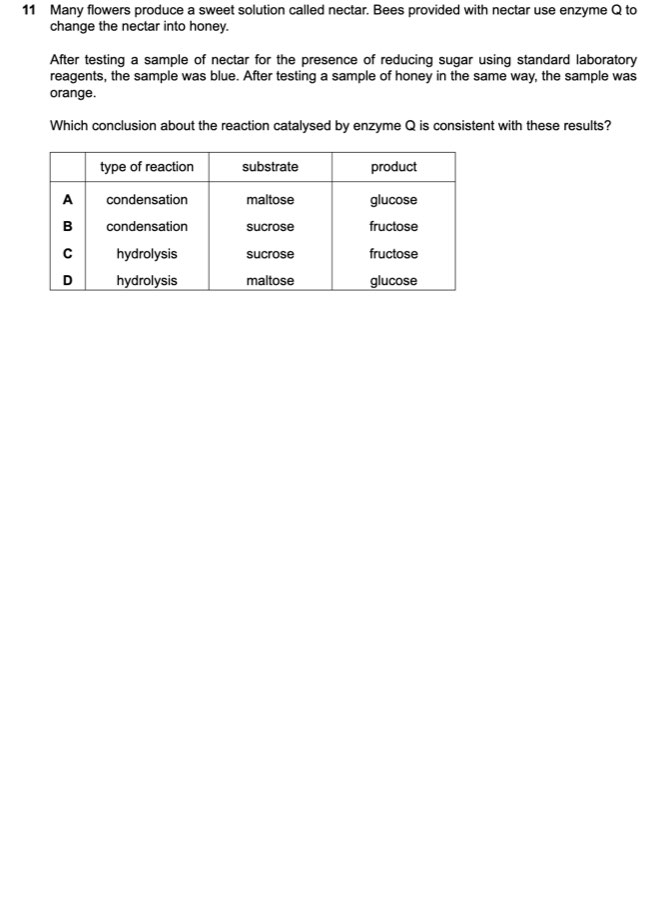 11 Many flowers produce a sweet solution called nectar. Bees provided with nectar use enzyme Q to
change the nectar into honey.
After testing a sample of nectar for the presence of reducing sugar using standard laboratory
reagents, the sample was blue. After testing a sample of honey in the same way, the sample was
orange.
Which conclusion about the reaction catalysed by enzyme Q is consistent with these results?
type of reaction substrate product
A condensation maltose glucose
B condensation sucrose fructose
C hydrolysis sucrose fructose
D hydrolysis maltose glucose